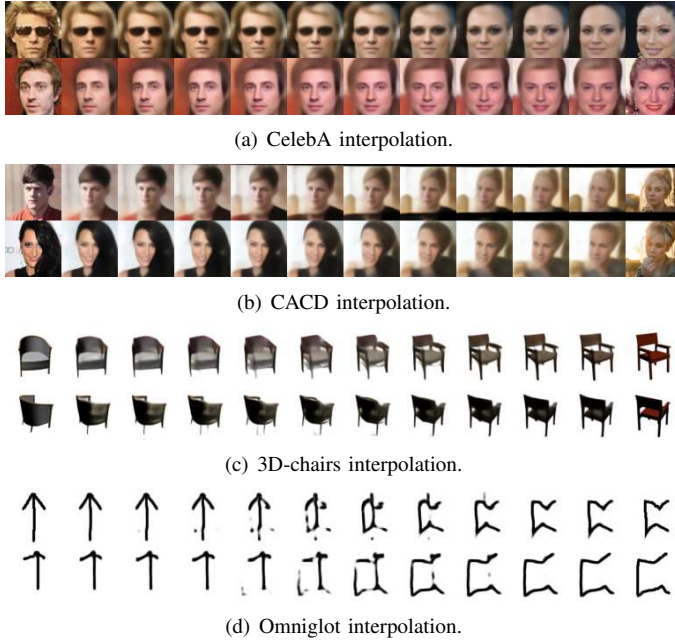 (a) CelebA interpolation.
(b) CACD interpolation.
(c) 3D-chairs interpolation.
(d) Omniglot interpolation.